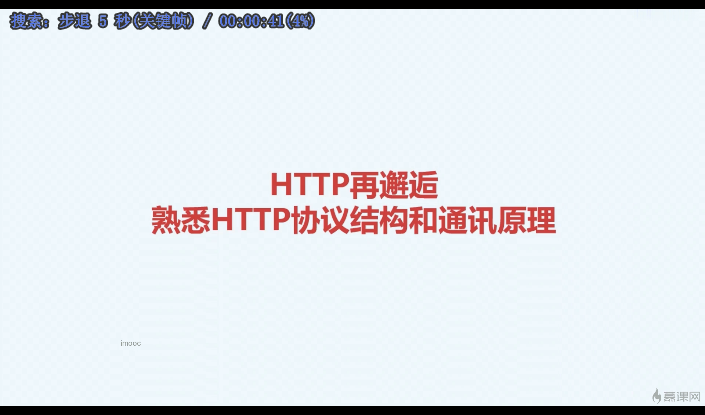 搜索: 步退 5 秒(关键帧) / 00:00:41(4%)
HTTP再邂逅
熟悉HTTP协议结构和通讯原理
imooc
慕课网